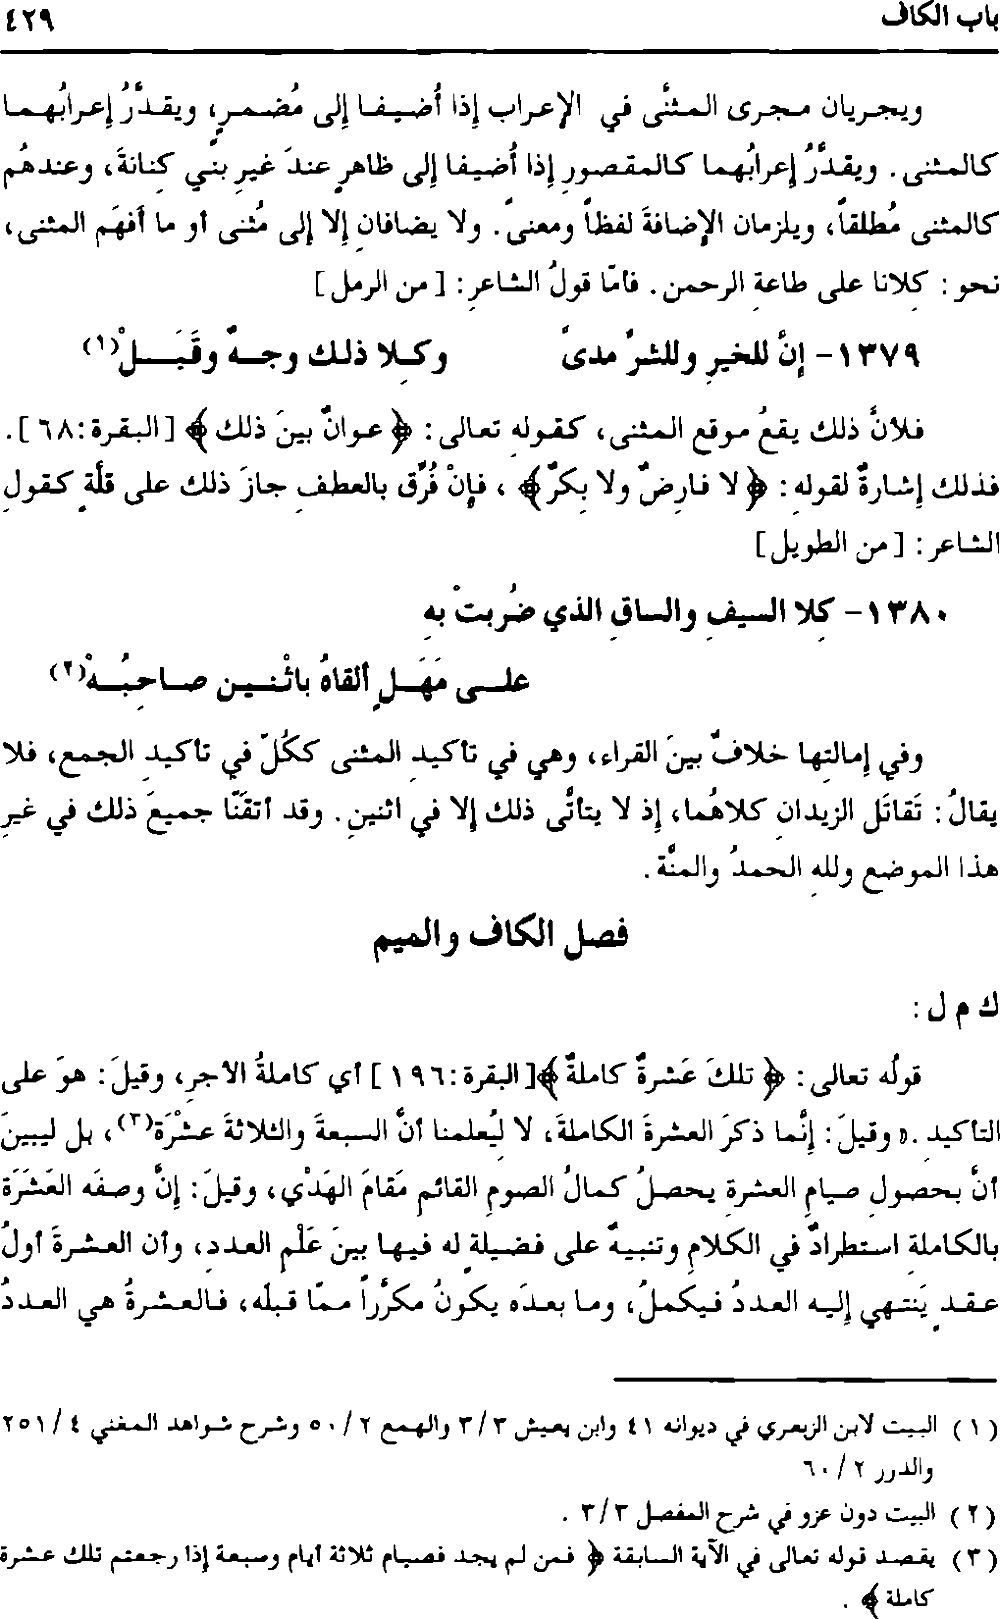 باب الكاف ٤٢٩
ويجريان مجرى المثنَّى في الإعراب إذا أُضيفا إلى مُضمرٍ، ويقدَّرُ إعرابُهما
كالمثنى. ويقدَّرُ إعرابُهما كالمقصورِ إذا أُضيفا إلى ظاهرٍ عندَ غيرِ بني كِنانةَ، وعندهُم
كالمثنى مُطلقاً، ويلزمان الإضافةَ لفظاً ومعنىً. ولا يضافانِ إلا إلى مُثنى أو ما أَفهَم المثنى،
نحو: كِلانا على طاعةِ الرحمنِ. فأمّا قولُ الشاعرِ: [من الرمل]
١٣٧٩- إنَّ للخيرِ وللشرِّ مدىً وكِلا ذلك وجهٌ وقَبَلْ(١)
فلأنَّ ذلك يقعُ موقع المثنى، كقوله تعالى: ﴿عوانٌ بينَ ذلك﴾ [البقرة:٦٨].
فذلك إشارةٌ لقوله: ﴿لا فارِضٌ ولا بِكرٌ﴾، فإنْ فُرِّق بالعطفِ جازَ ذلك على قلَّةٍ كقولِ
الشاعر: [من الطويل]
١٣٨٠- كِلا السيفِ والساقِ الذي ضُربتْ بهِ
على مَهَلٍ ألقاهُ باثْنين صاحِبُهْ(٢)
وفي إمالتِها خلافٌ بينَ القراء، وهي في تأكيدِ المثنى ككُلّ في تأكيدِ الجمع، فلا
يقالُ: تَقاتَل الزيدانِ كلاهُما، إذ لا يتأتَّى ذلك إلا في اثنينِ. وقد أتقَنّا جميعَ ذلك في غيرِ
هذا الموضع وللهِ الحمدُ والمنَّة.
فصل الكاف والميم
ك م ل:
قولُه تعالى: ﴿تلكَ عَشرةٌ كاملةٌ﴾[البقرة:١٩٦] أي كاملةُ الأجرِ، وقيلَ: هوَ على
التأكيدِ. «وقيلَ: إنَّما ذكرَ العشرةَ الكاملةَ، لا ليُعلِمنا أنَّ السبعةَ والثلاثةَ عشْرَة(٣)، بل ليبينَ
أنَّ بحصولِ صيامِ العشرةِ يحصلُ كمالُ الصومِ القائمِ مَقامَ الهَدْي، وقيلَ: إنَّ وصفَه العَشَرَة
بالكاملةِ استطرادٌ في الكلامِ وتنبيهٌ على فضيلةٍ له فيها بينَ عَلْمِ العددِ، وأن العشرةَ أولُ
عقدٍ يَنتهي إليه العددُ فيكملُ، وما بعدَه يكونُ مكرَّراً ممّا قبلَه، فالعشرةُ هي العددُ
(١) البيت لابن الزبعري في ديوانه ٤١ وابن يعيش ٣/٣ والهمع ٥٠/٢ وشرح شواهد المغني ٢٥١/٤
والدرر ٦٠/٢
(٢) البيت دون عزو في شرح المفصل ٣/٣ .
(٣) يقصد قوله تعالى في الآية السابقة ﴿فمن لم يجد فصيام ثلاثة أيام وسبعة إذا رجعتم تلك عشرة
كاملة﴾ .